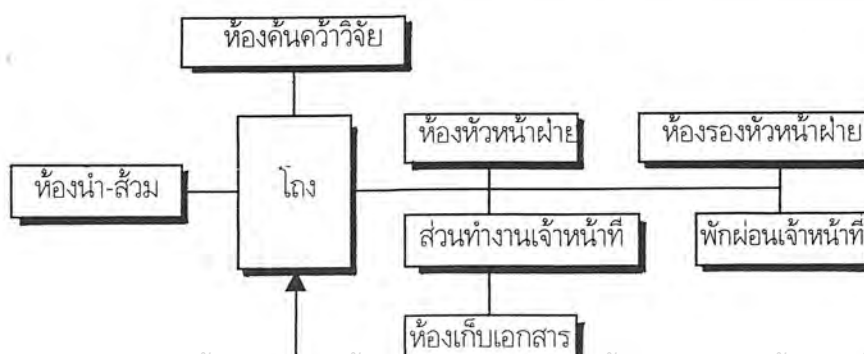 ห้องค้นคว้าวิจัย
ห้องหัวหน้าฝ่าย
ห้องรองหัวหน้าฝ่าย
ห้องน้ำ-ส้วม
โถง
ส่วนทำงานเจ้าหน้าที่
พักผ่อนเจ้าหน้าที่
ห้องเก็บเอกสาร